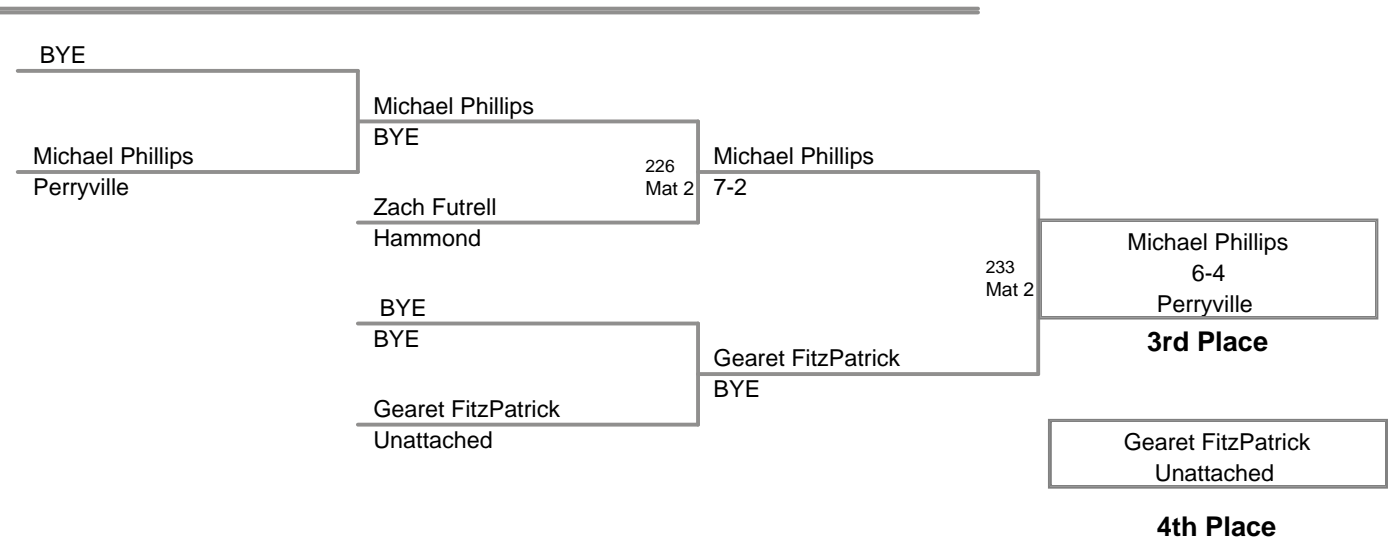 BYE
Michael Phillips
Perryville
Michael Phillips
BYE
Zach Futrell
Hammond
226
Mat 2
BYE
BYE
Gearet FitzPatrick
Unattached
Michael Phillips
7-2
Gearet FitzPatrick
BYE
233
Mat 2
Michael Phillips
6-4
Perryville
3rd Place
Gearet FitzPatrick
Unattached
4th Place